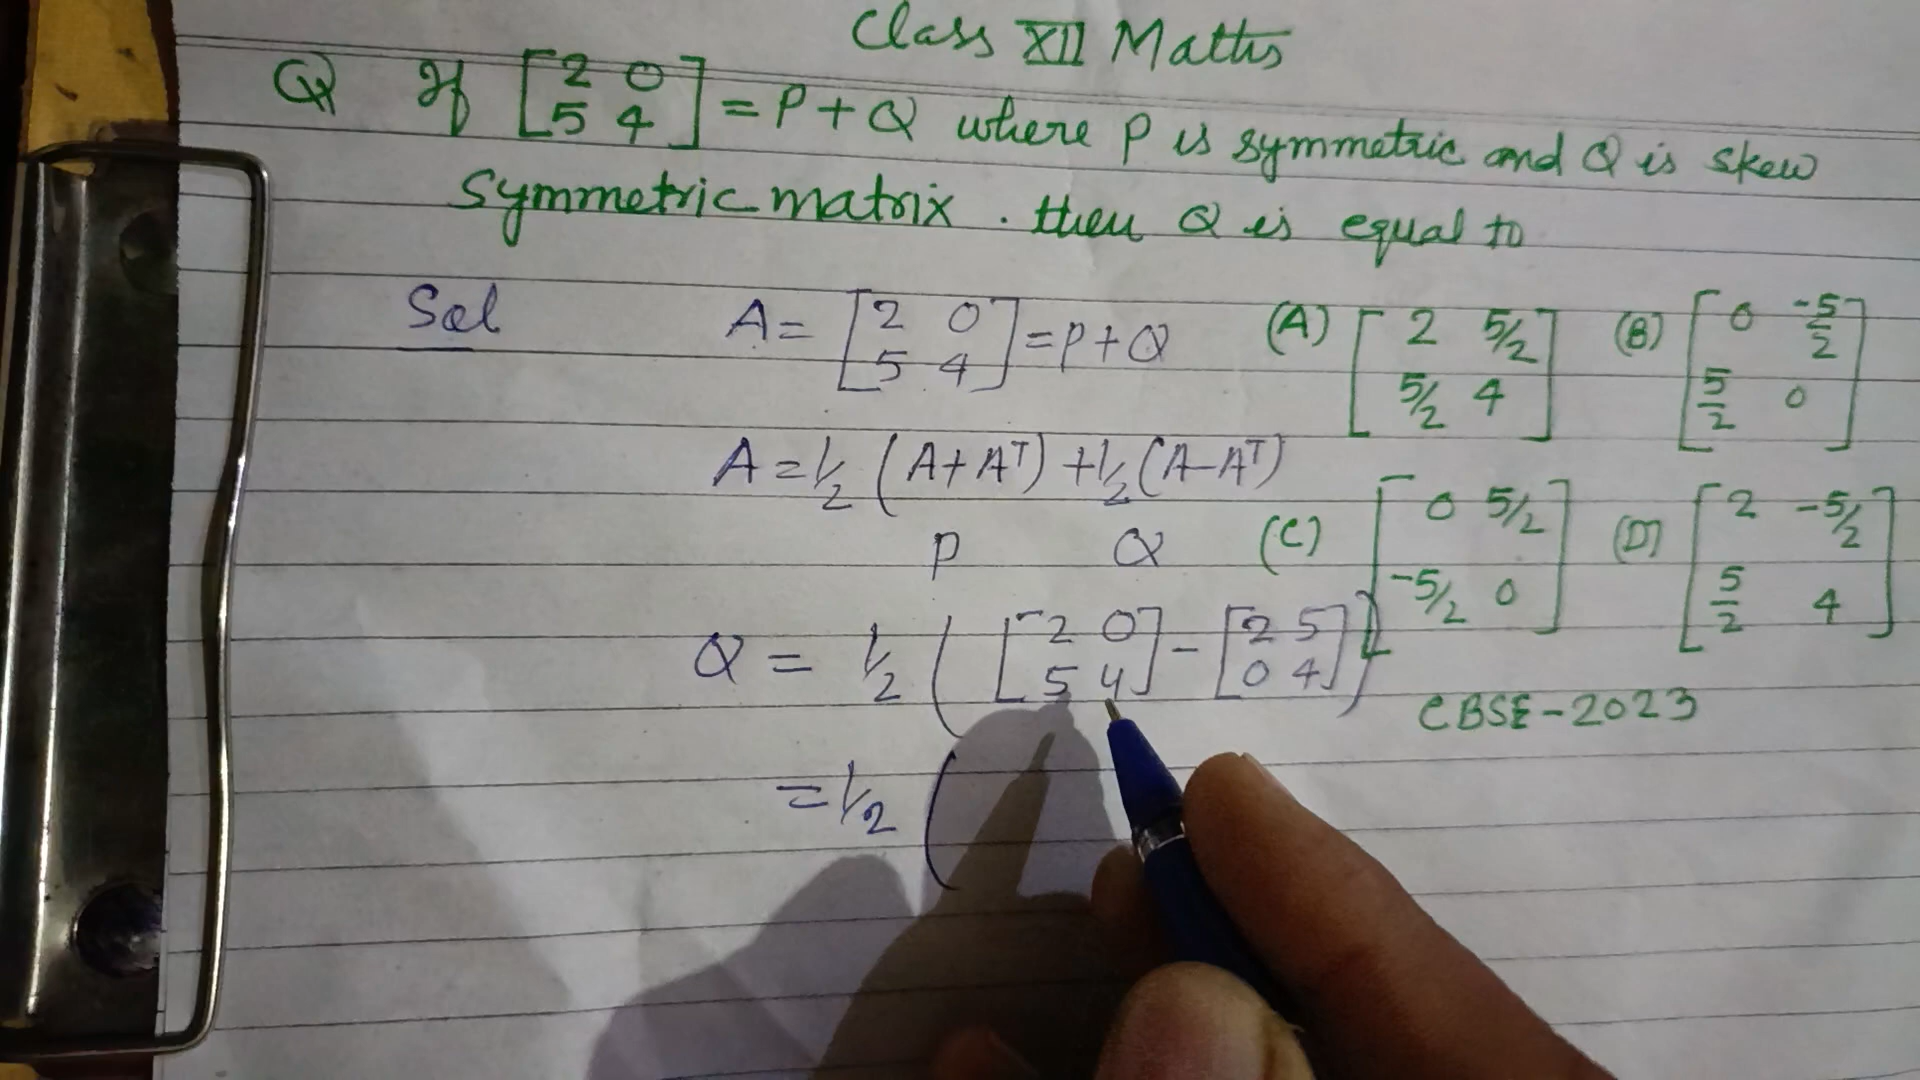 Class XII Maths
Q If [2 0
5 4] = P + Q where P is symmetric and Q is skew
symmetric matrix . then Q is equal to
Sol A = [2 0
5 4] = P + Q
(A) [2 5/2
5/2 4]
(B) [0 -5/2
5/2 0]
A = 1/2 (A + Aᵀ) + 1/2 (A - Aᵀ)
P Q
(C) [0 5/2
-5/2 0]
(D) [2 -5/2
5/2 4]
Q = 1/2 ([2 0
5 4] - [2 5
0 4])
CBSE-2023
= 1/2 (